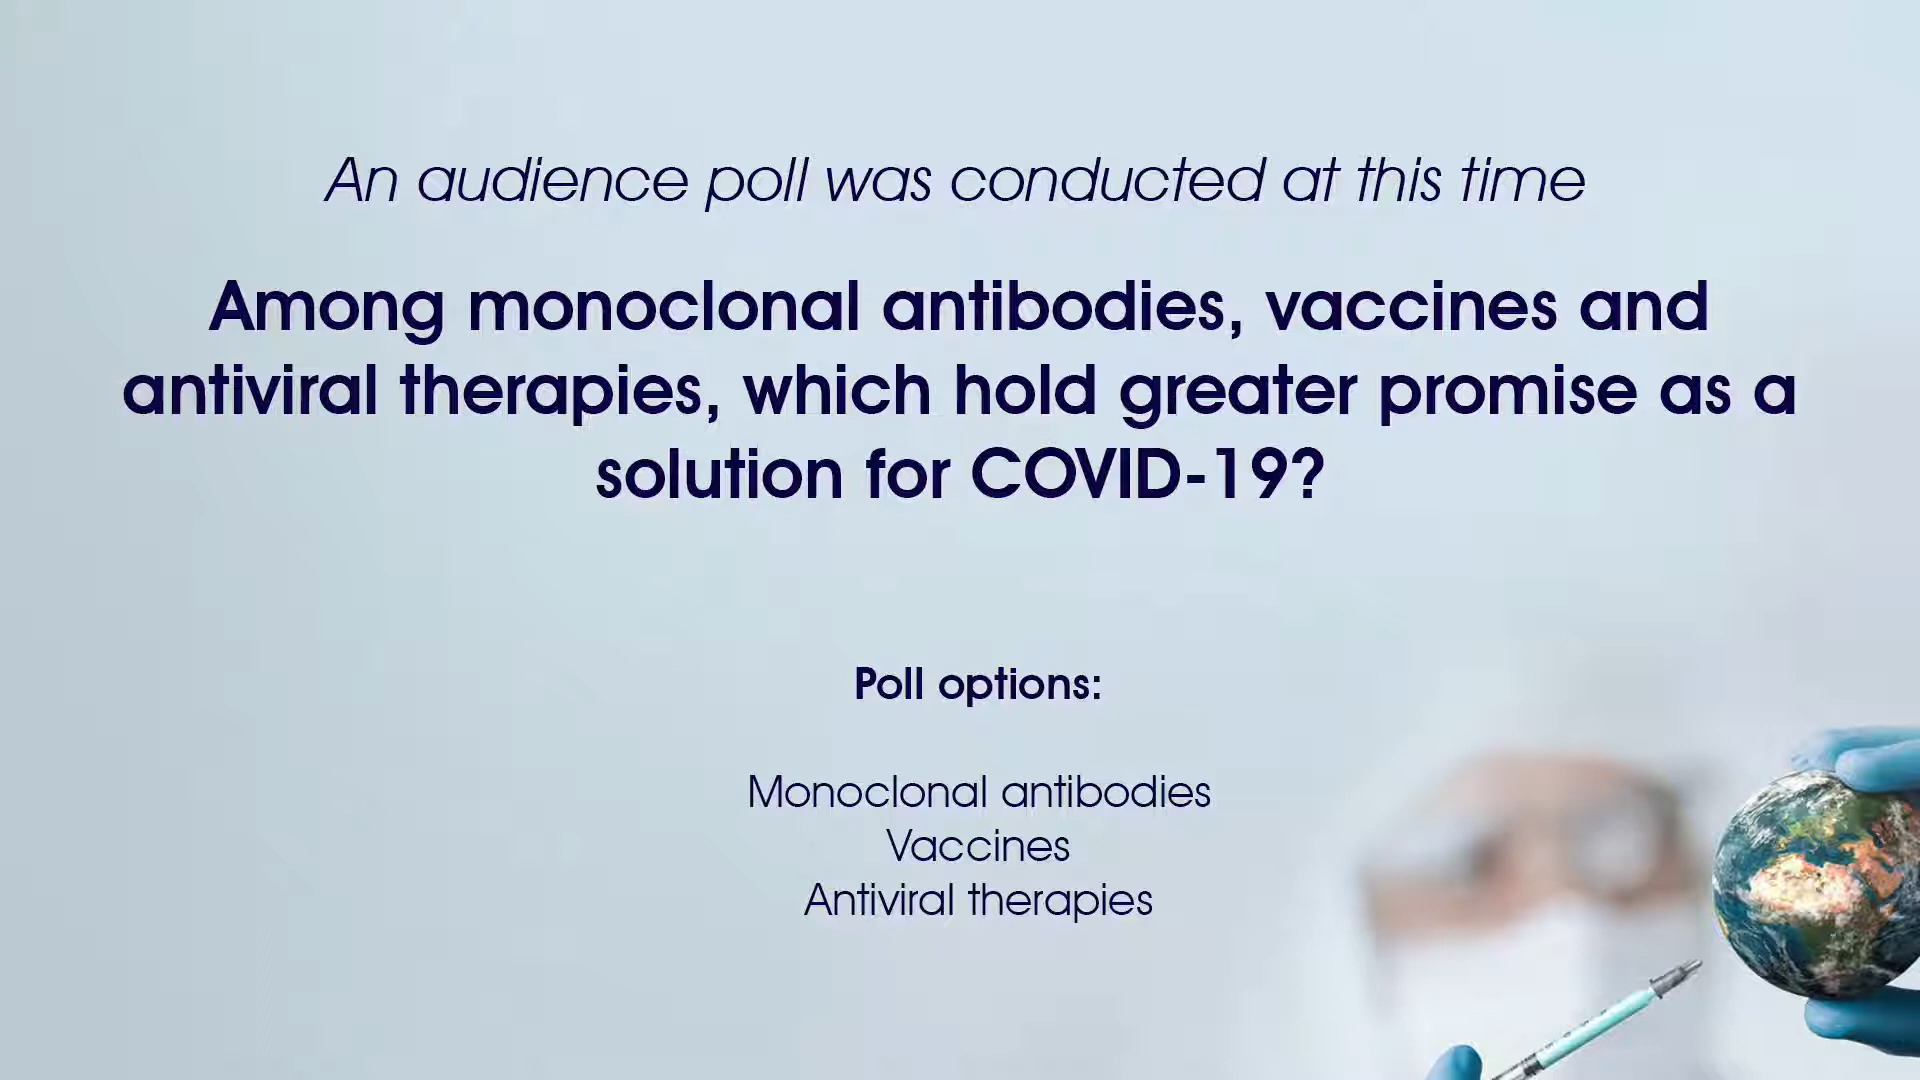 An audience poll was conducted at this time
Among monoclonal antibodies, vaccines and
antiviral therapies, which hold greater promise as a
solution for COVID-19?
Poll options:
Monoclonal antibodies
Vaccines
Antiviral therapies